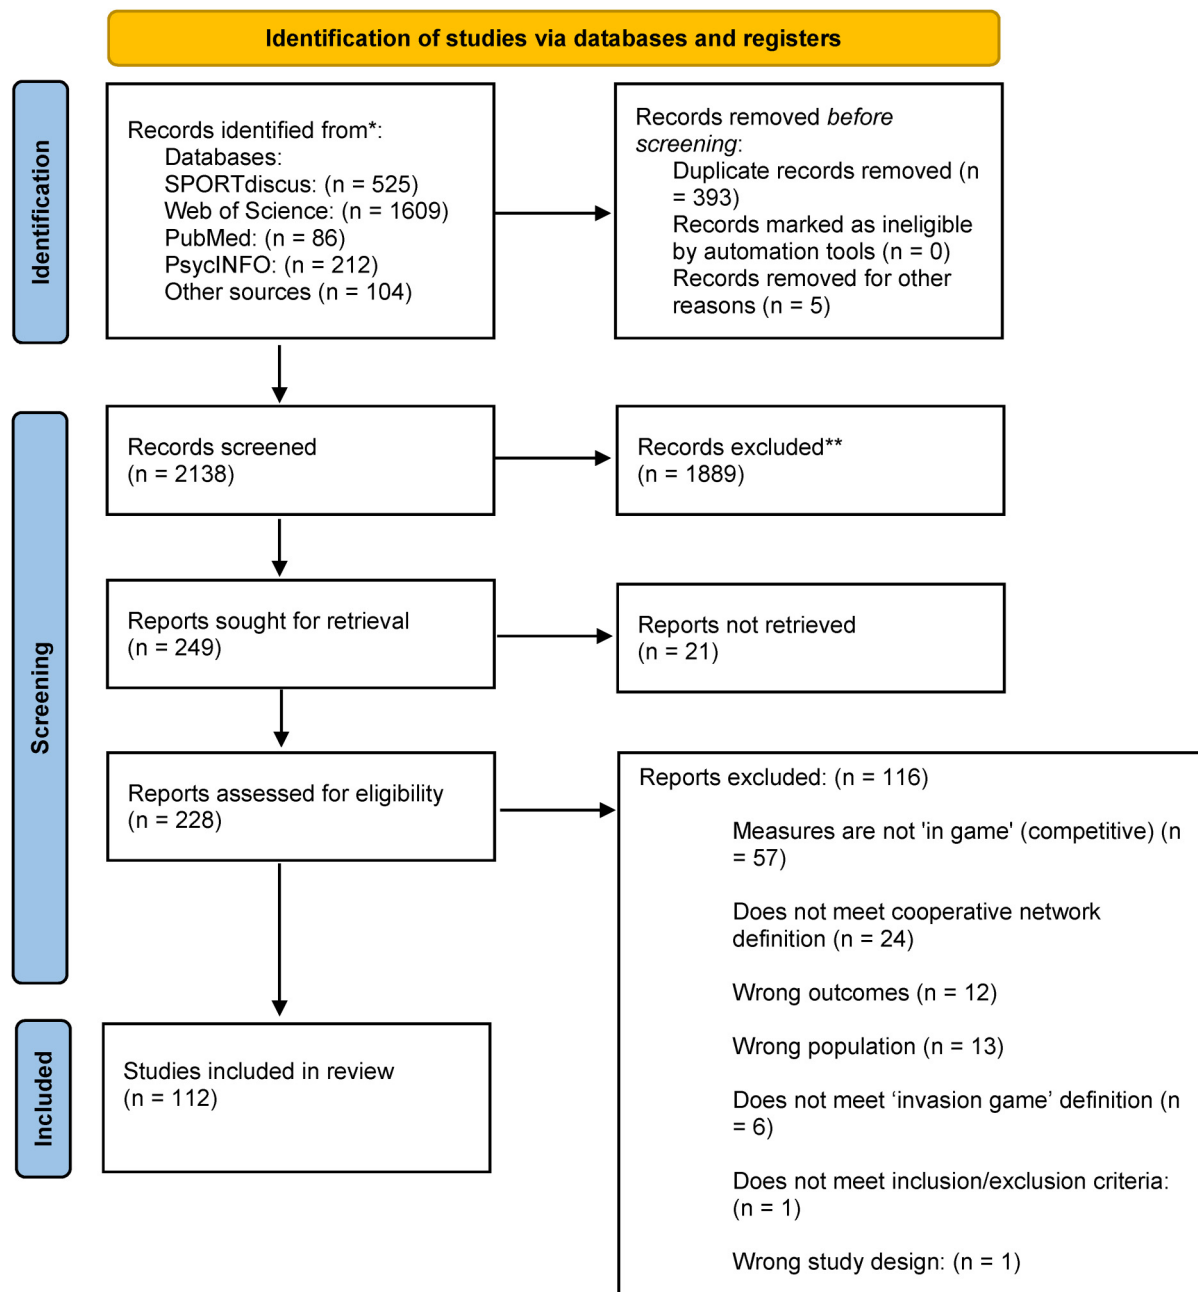 Identification of studies via databases and registers
Identification
Records identified from*:
Databases:
SPORTdiscus: (n = 525)
Web of Science: (n = 1609)
PubMed: (n = 86)
PsycINFO: (n = 212)
Other sources (n = 104)
Records removed before
screening:
Duplicate records removed (n
= 393)
Records marked as ineligible
by automation tools (n = 0)
Records removed for other
reasons (n = 5)
Screening
Records screened
(n = 2138)
Records excluded**
(n = 1889)
Reports sought for retrieval
(n = 249)
Reports not retrieved
(n = 21)
Reports assessed for eligibility
(n = 228)
Reports excluded: (n = 116)
Measures are not 'in game' (competitive) (n
= 57)
Does not meet cooperative network
definition (n = 24)
Wrong outcomes (n = 12)
Wrong population (n = 13)
Does not meet ‘invasion game’ definition (n
= 6)
Does not meet inclusion/exclusion criteria:
(n = 1)
Wrong study design: (n = 1)
Included
Studies included in review
(n = 112)